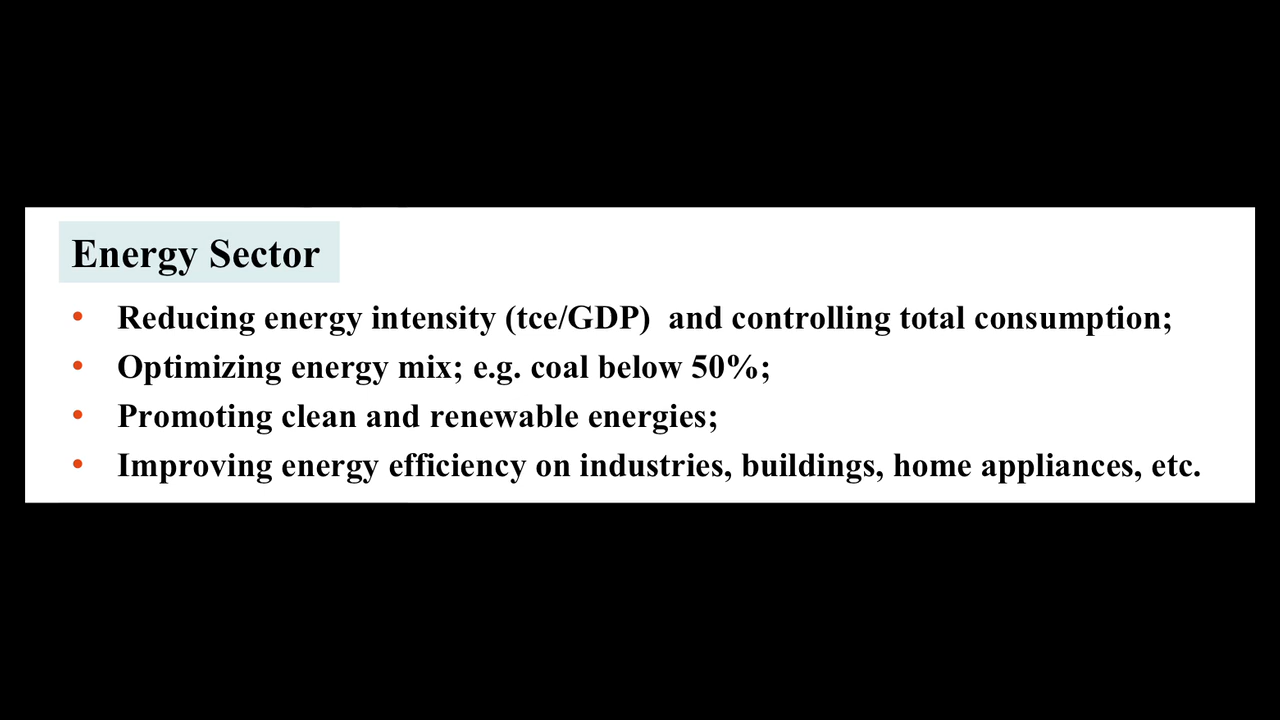 Energy Sector
• Reducing energy intensity (tce/GDP)  and controlling total consumption;
• Optimizing energy mix; e.g. coal below 50%;
• Promoting clean and renewable energies;
• Improving energy efficiency on industries, buildings, home appliances, etc.